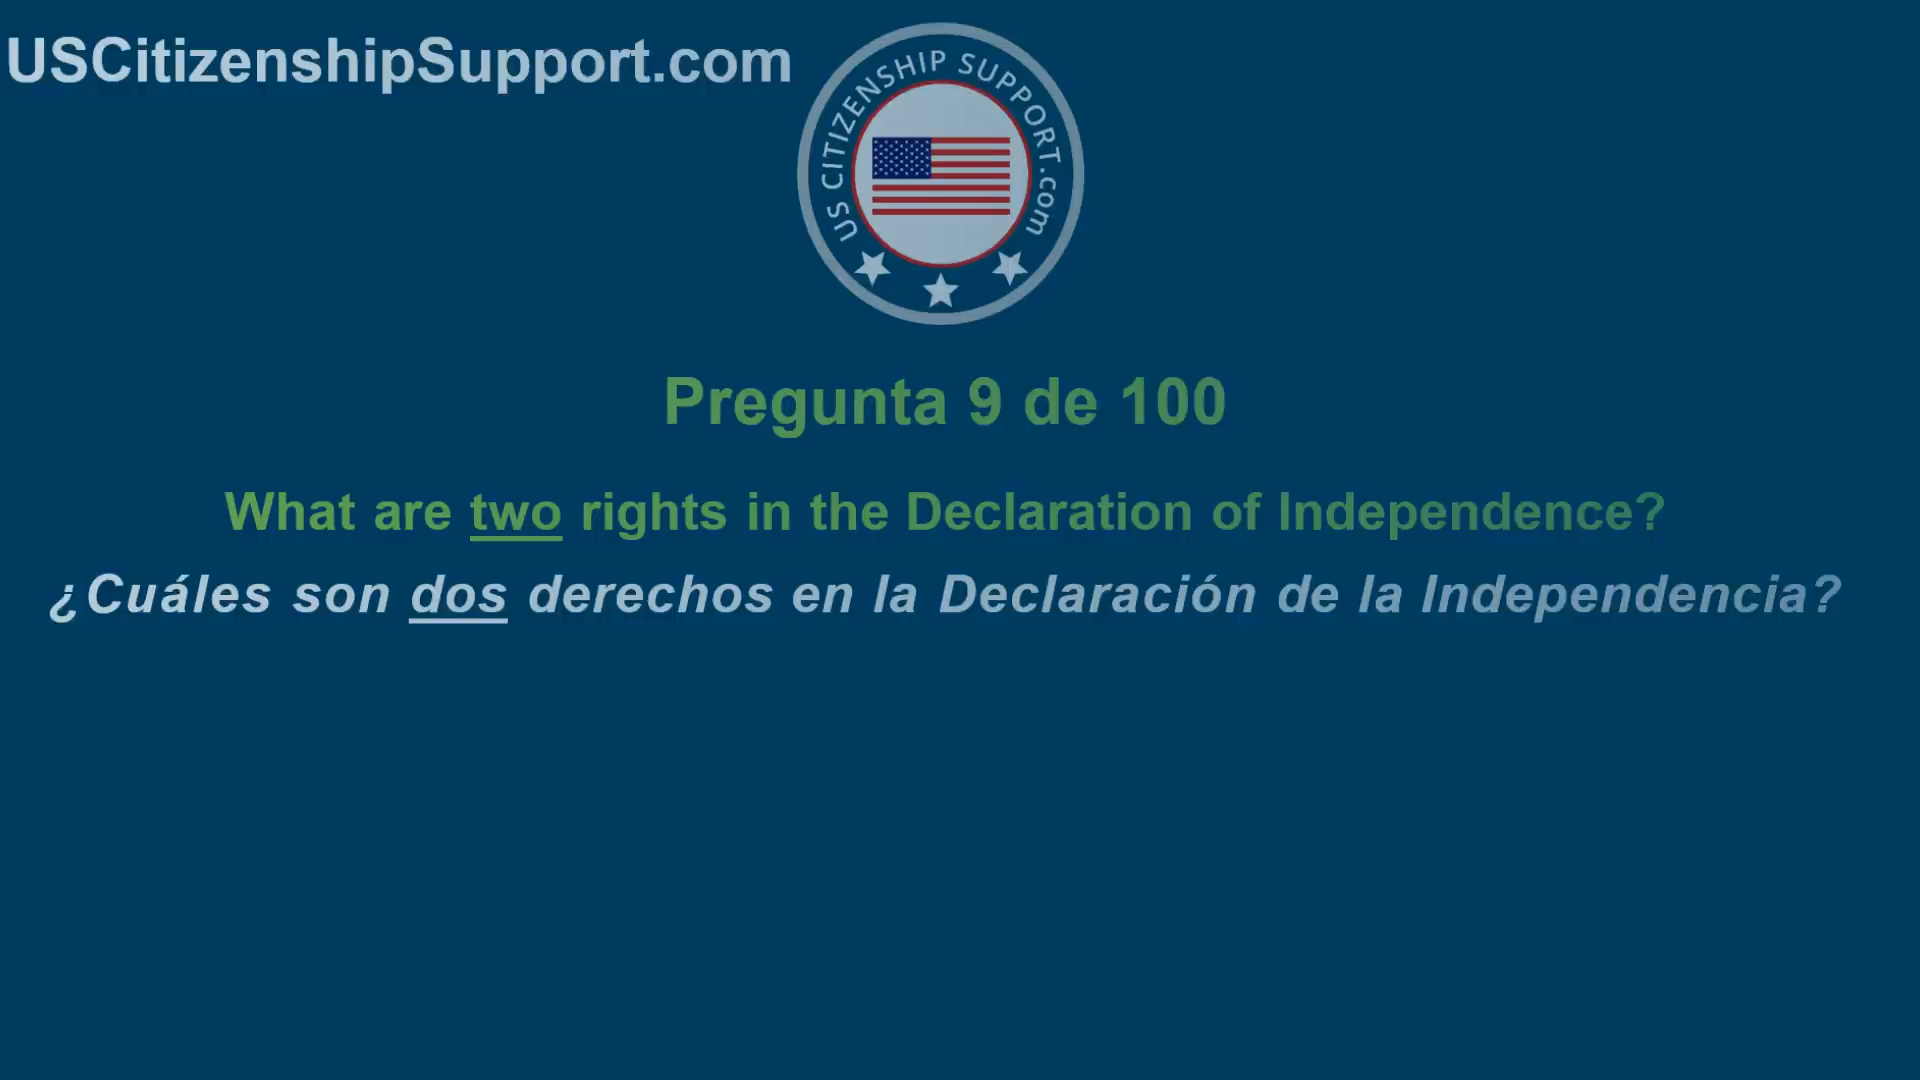 USCitizenshipSupport.com
US CITIZENSHIP SUPPORT.com
Pregunta 9 de 100
What are two rights in the Declaration of Independence?
¿Cuáles son dos derechos en la Declaración de la Independencia?